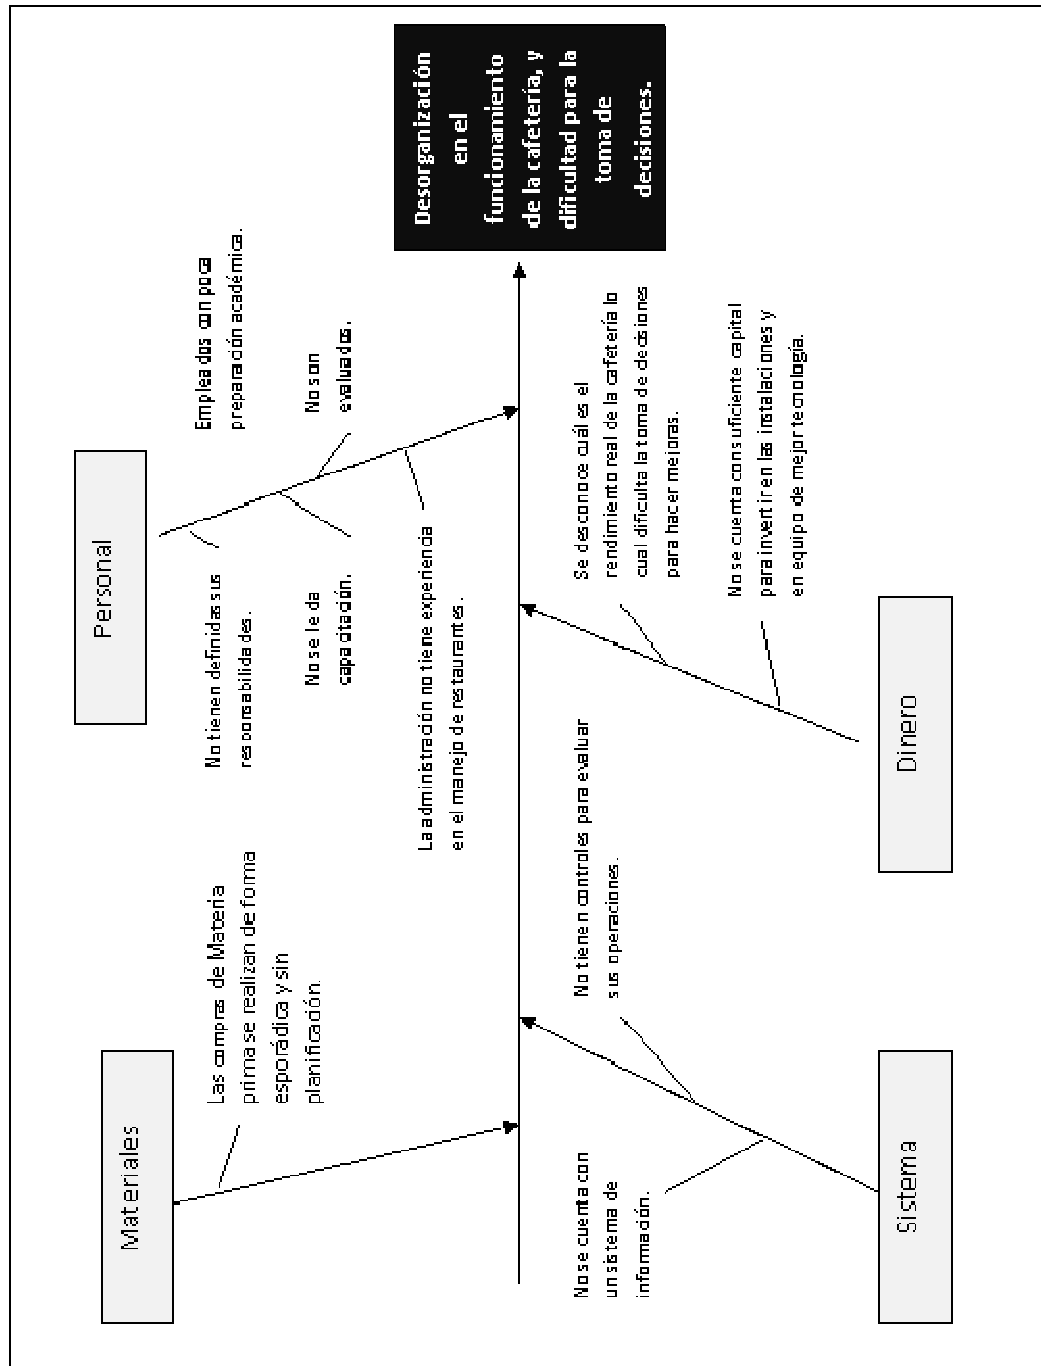 Materiales
Personal
Las compras de Materia
prima se realizan de forma
esporádica y sin
planificación.
No tienen definidas sus
responsabilidades.
Empleados con poca
preparación académica.
No se le da
capacitación.
No son
evaluados.
La administración no tiene experiencia
en el manejo de restaurantes.
Desorganización
en el
funcionamiento
de la cafetería, y
dificultad para la
toma de
decisiones.
No se cuenta con
un sistema de
información.
No tienen controles para evaluar
sus operaciones.
Se desconoce cuál es el
rendimiento real de la cafetería lo
cual dificulta la toma de decisiones
para hacer mejoras.
No se cuenta con suficiente capital
para invertir en las instalaciones y
en equipo de mejor tecnología.
Sistema
Dinero